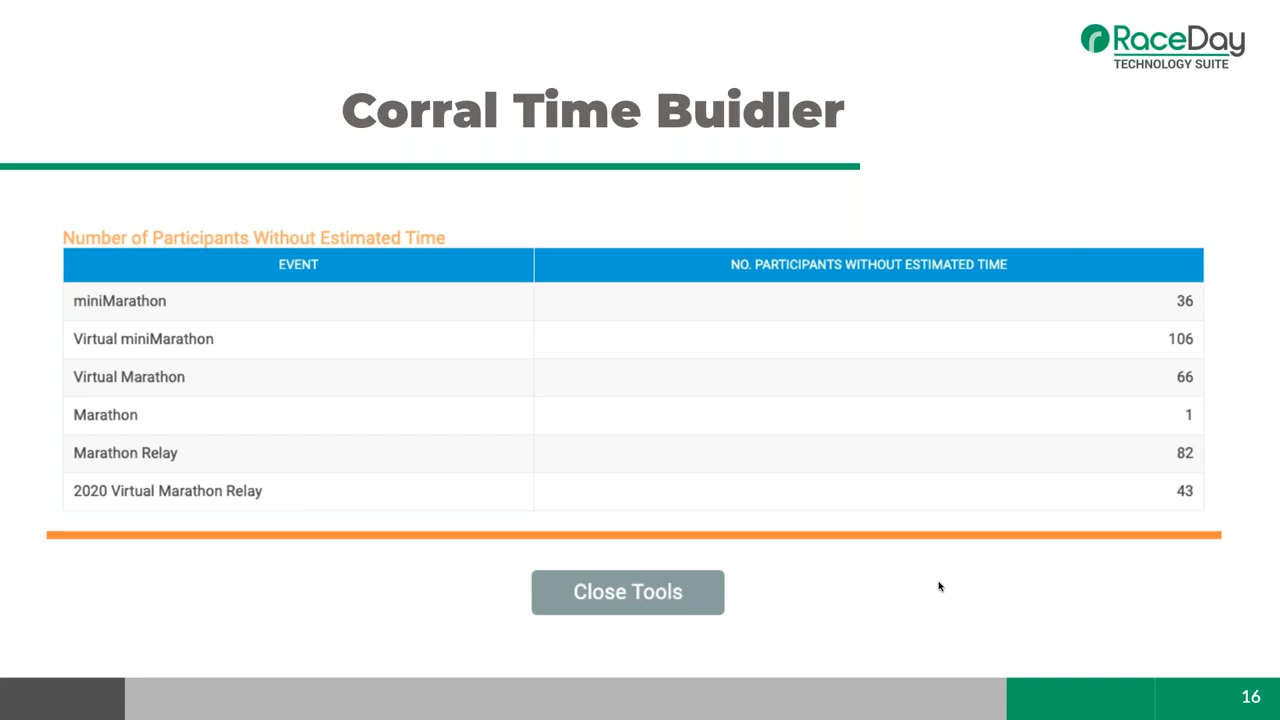 RaceDay
TECHNOLOGY SUITE
Corral Time Buidler
Number of Participants Without Estimated Time
EVENT NO. PARTICIPANTS WITHOUT ESTIMATED TIME
miniMarathon 36
Virtual miniMarathon 106
Virtual Marathon 66
Marathon 1
Marathon Relay 82
2020 Virtual Marathon Relay 43
Close Tools
16